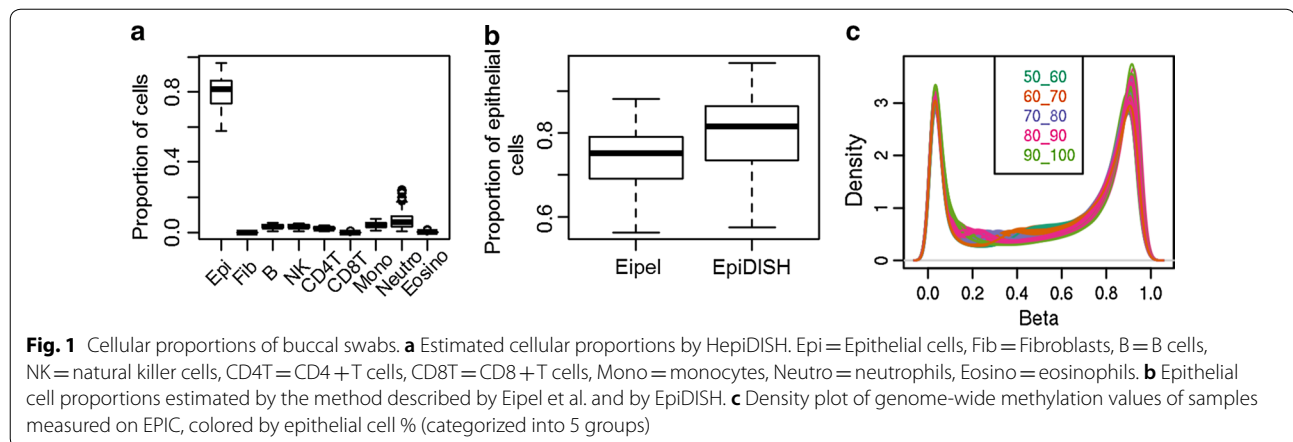 a
Proportion of cells
0.8
0.4
0.0
Epi
Fib
B
NK
CD4T
CD8T
Mono
Neutro
Eosino
b
Proportion of epithelial
cells
0.8
0.6
Eipel
EpiDISH
c
50_60
60_70
70_80
80_90
90_100
Density
3
2
1
0
0.0 0.2 0.4 0.6 0.8 1.0
Beta
Fig. 1 Cellular proportions of buccal swabs. a Estimated cellular proportions by HepiDISH. Epi = Epithelial cells, Fib = Fibroblasts, B = B cells,
NK = natural killer cells, CD4T = CD4 + T cells, CD8T = CD8 + T cells, Mono = monocytes, Neutro = neutrophils, Eosino = eosinophils. b Epithelial
cell proportions estimated by the method described by Eipel et al. and by EpiDISH. c Density plot of genome-wide methylation values of samples
measured on EPIC, colored by epithelial cell % (categorized into 5 groups)